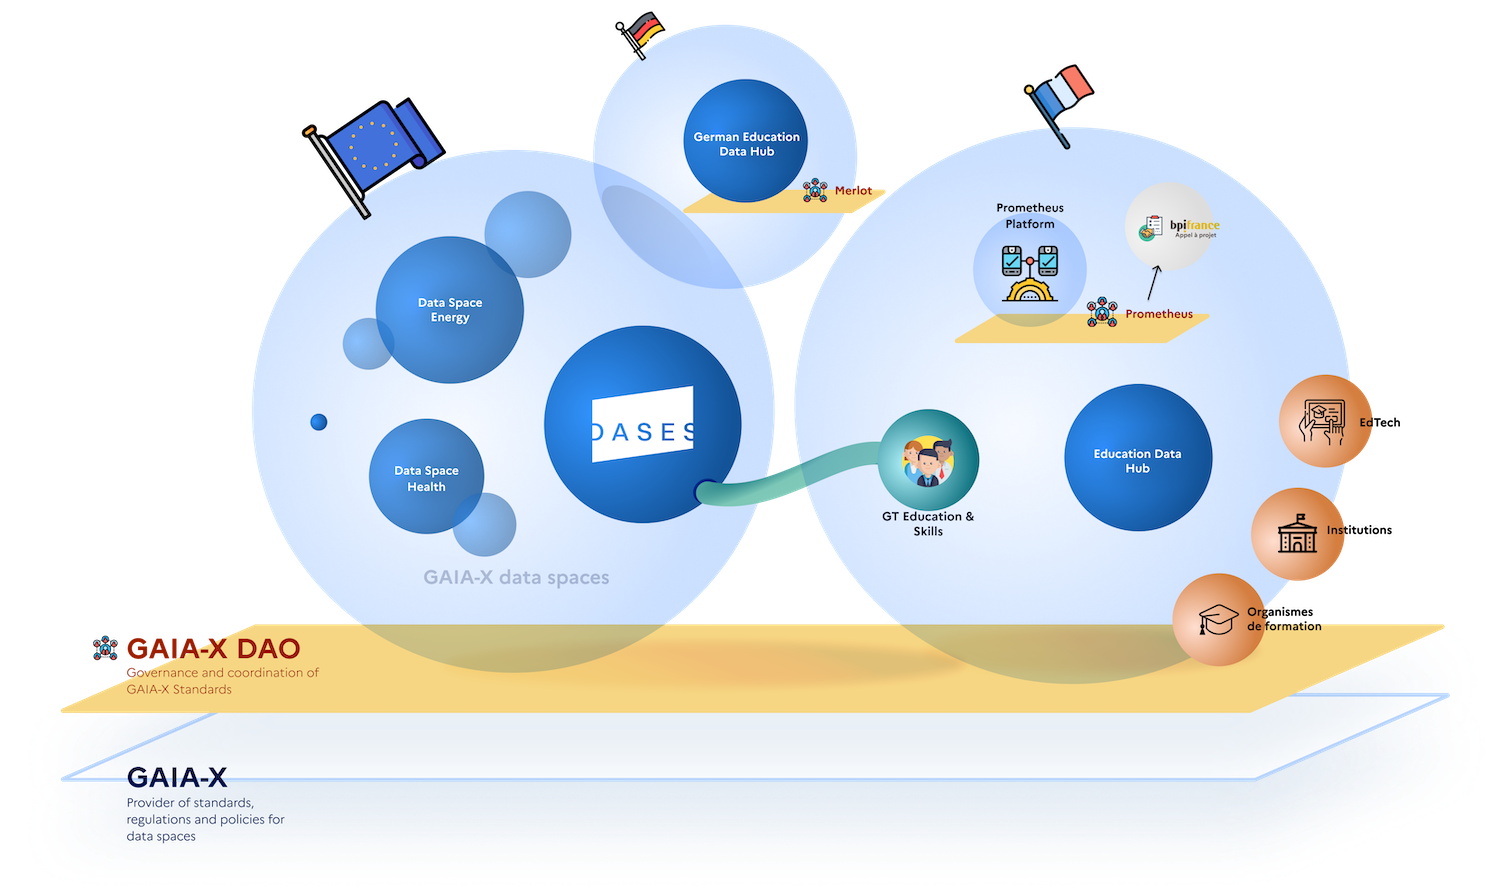 German Education
Data Hub
Merlot
Prometheus
Platform
bpifrance
Appel à projet
Prometheus
Data Space
Energy
DASES
Data Space
Health
GAIA-X data spaces
GT Education &
Skills
Education Data
Hub
EdTech
Institutions
Organismes
de formation
GAIA-X DAO
Governance and coordination of
GAIA-X Standards
GAIA-X
Provider of standards,
regulations and policies for
data spaces